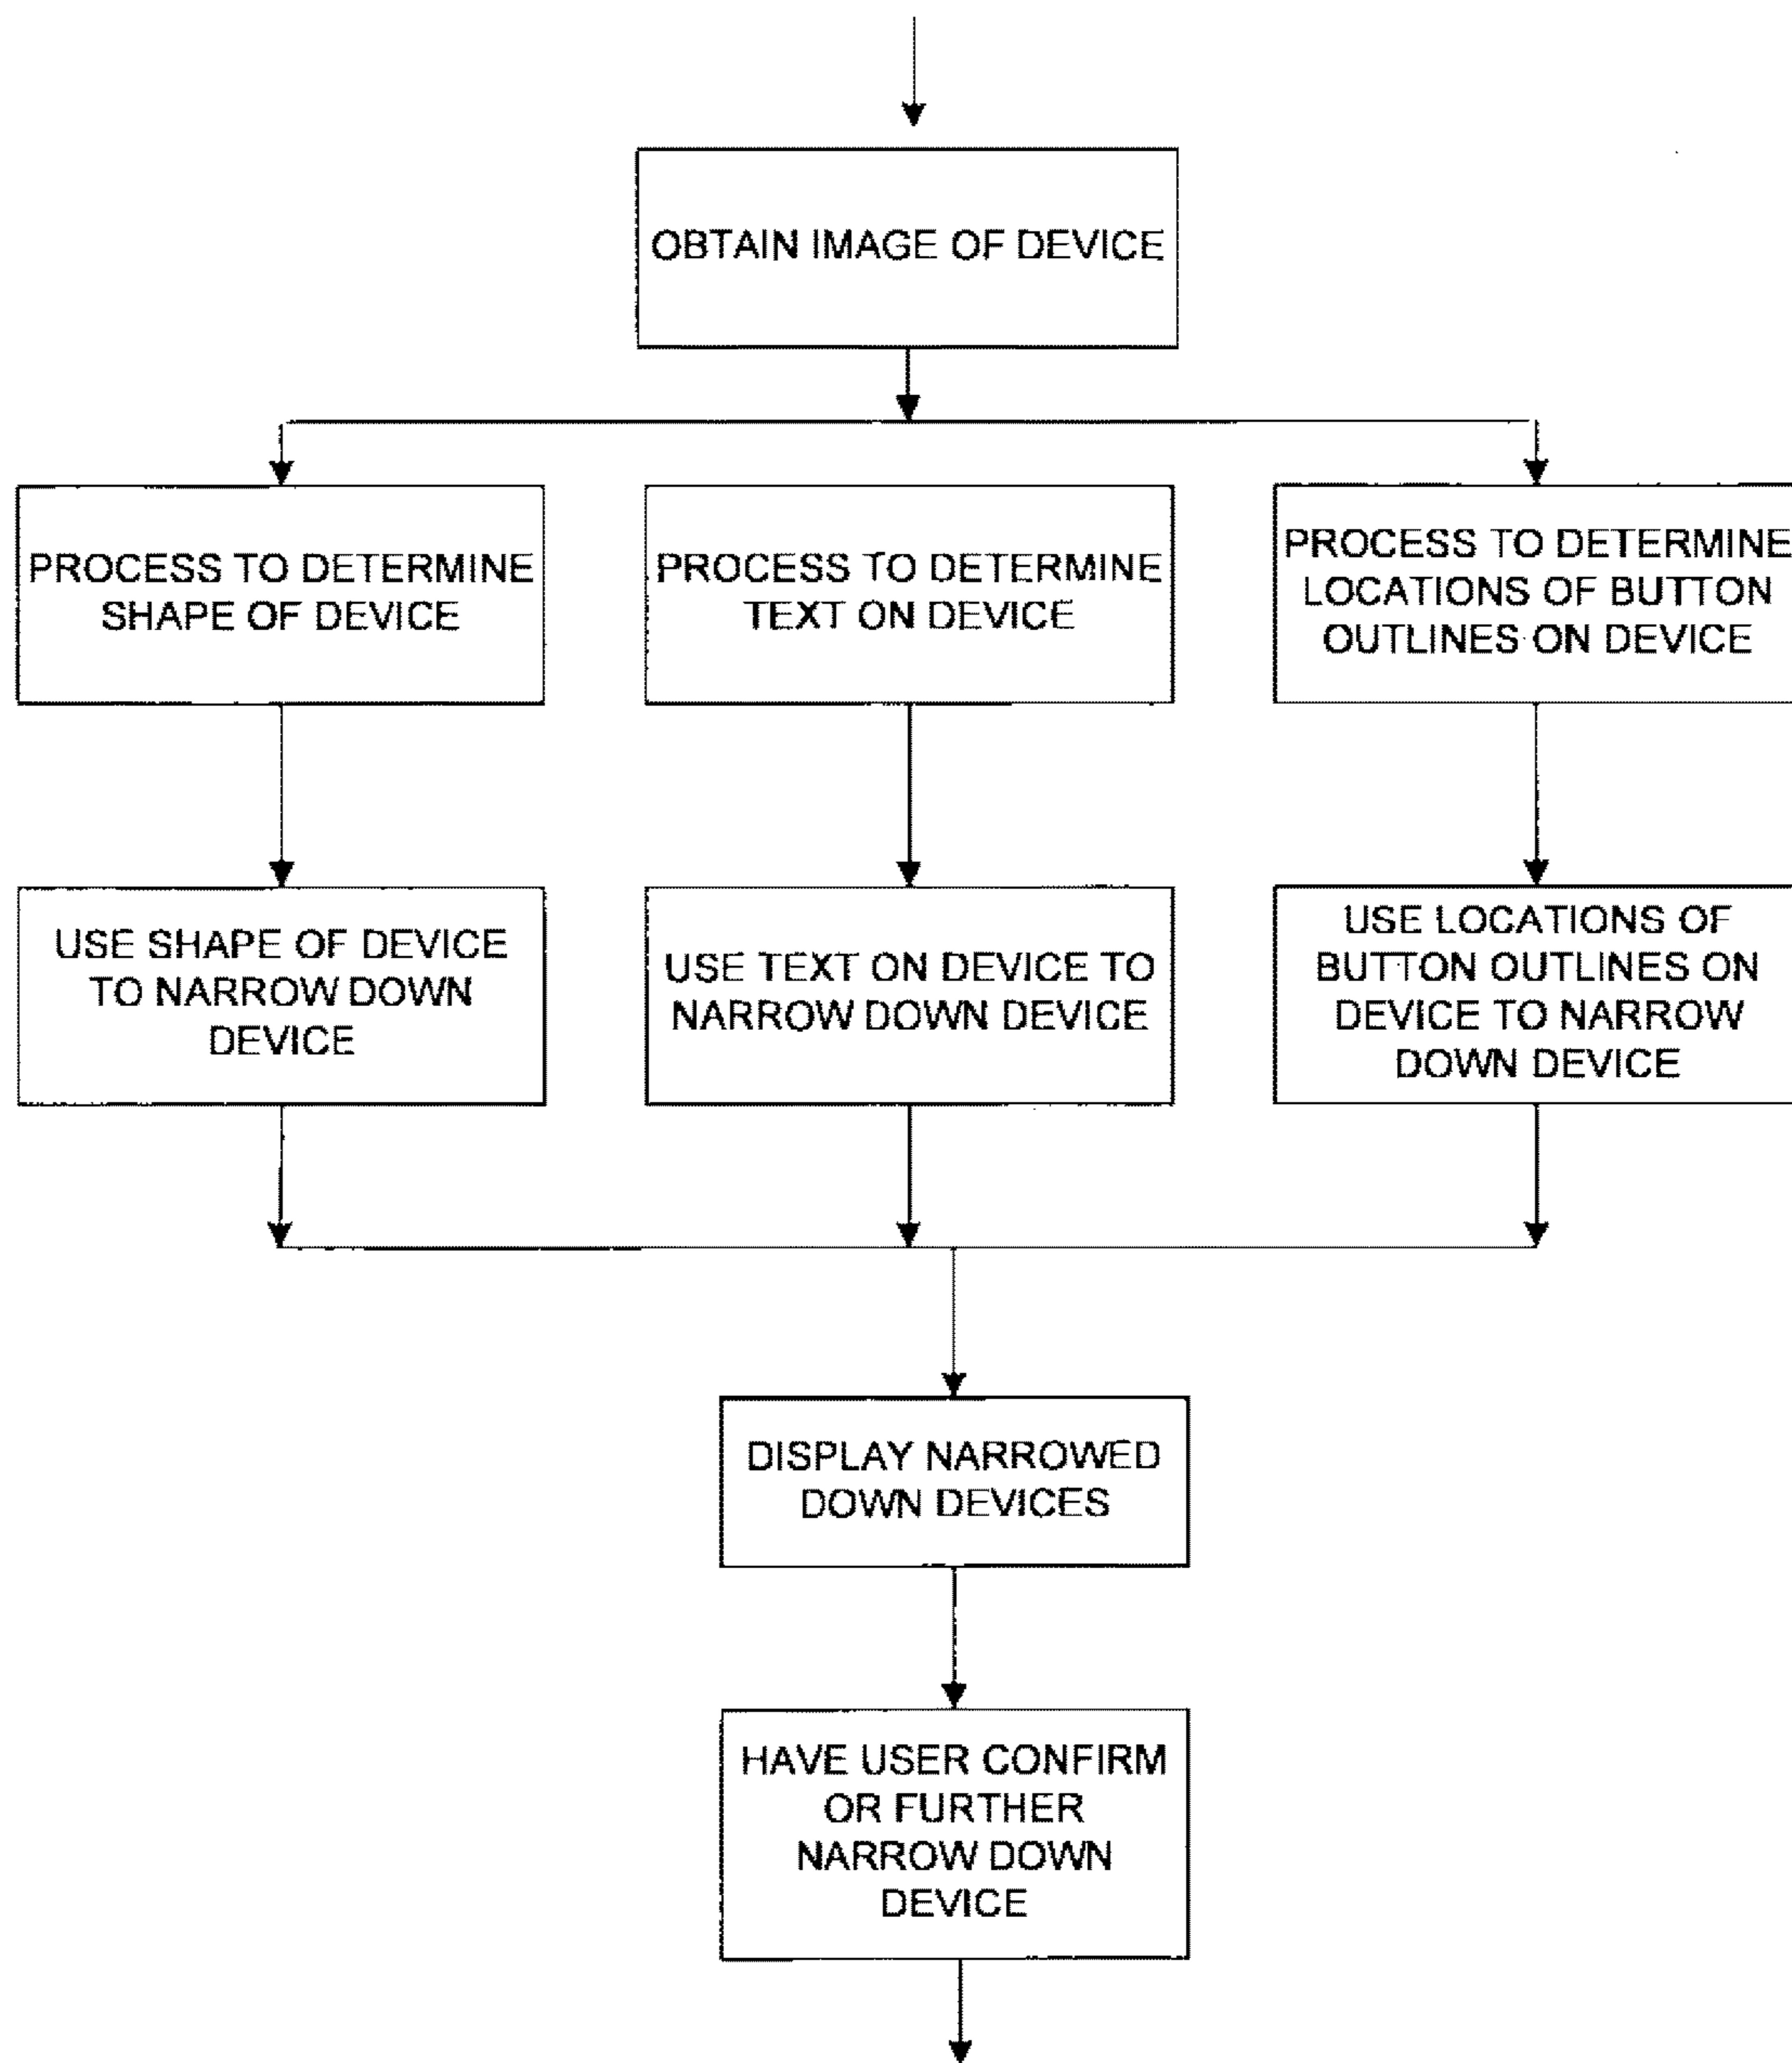 OBTAIN IMAGE OF DEVICE
PROCESS TO DETERMINE
SHAPE OF DEVICE
PROCESS TO DETERMINE
TEXT ON DEVICE
PROCESS TO DETERMINE
LOCATIONS OF BUTTON
OUTLINES ON DEVICE
USE SHAPE OF DEVICE
TO NARROW DOWN
DEVICE
USE TEXT ON DEVICE TO
NARROW DOWN DEVICE
USE LOCATIONS OF
BUTTON OUTLINES ON
DEVICE TO NARROW
DOWN DEVICE
DISPLAY NARROWED
DOWN DEVICES
HAVE USER CONFIRM
OR FURTHER
NARROW DOWN
DEVICE